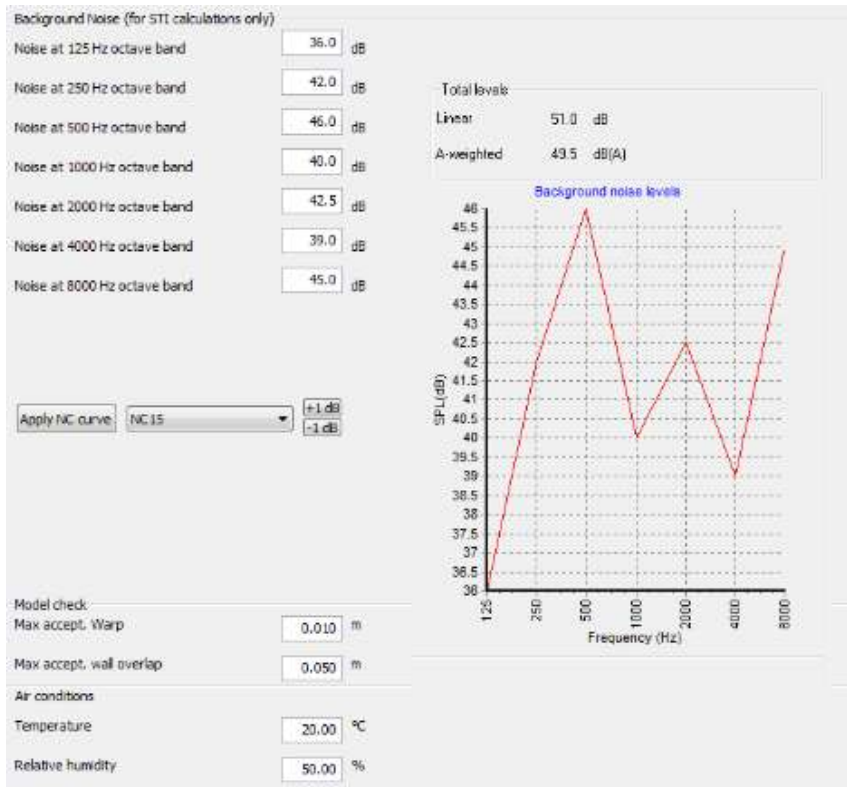 Background Noise (for STI calculations only)
Noise at 125 Hz octave band 36.0 dB
Noise at 250 Hz octave band 42.0 dB
Noise at 500 Hz octave band 46.0 dB
Noise at 1000 Hz octave band 40.0 dB
Noise at 2000 Hz octave band 42.5 dB
Noise at 4000 Hz octave band 39.0 dB
Noise at 8000 Hz octave band 45.0 dB
Apply NC curve NC15 +1 dB
-1 dB
Total levels
Linear 51.0 dB
A-weighted 49.5 dB(A)
Background noise levels
46
45.5
45
44.5
44
43.5
43
42.5
42
41.5
41
40.5
40
39.5
39
38.5
38
37.5
37
36.5
36
SPL(dB)
125 250 500 1000 2000 4000 8000
Frequency (Hz)
Model check
Max accept. Warp 0.010 m
Max accept. wall overlap 0.050 m
Air conditions
Temperature 20.00 °C
Relative humidity 50.00 %